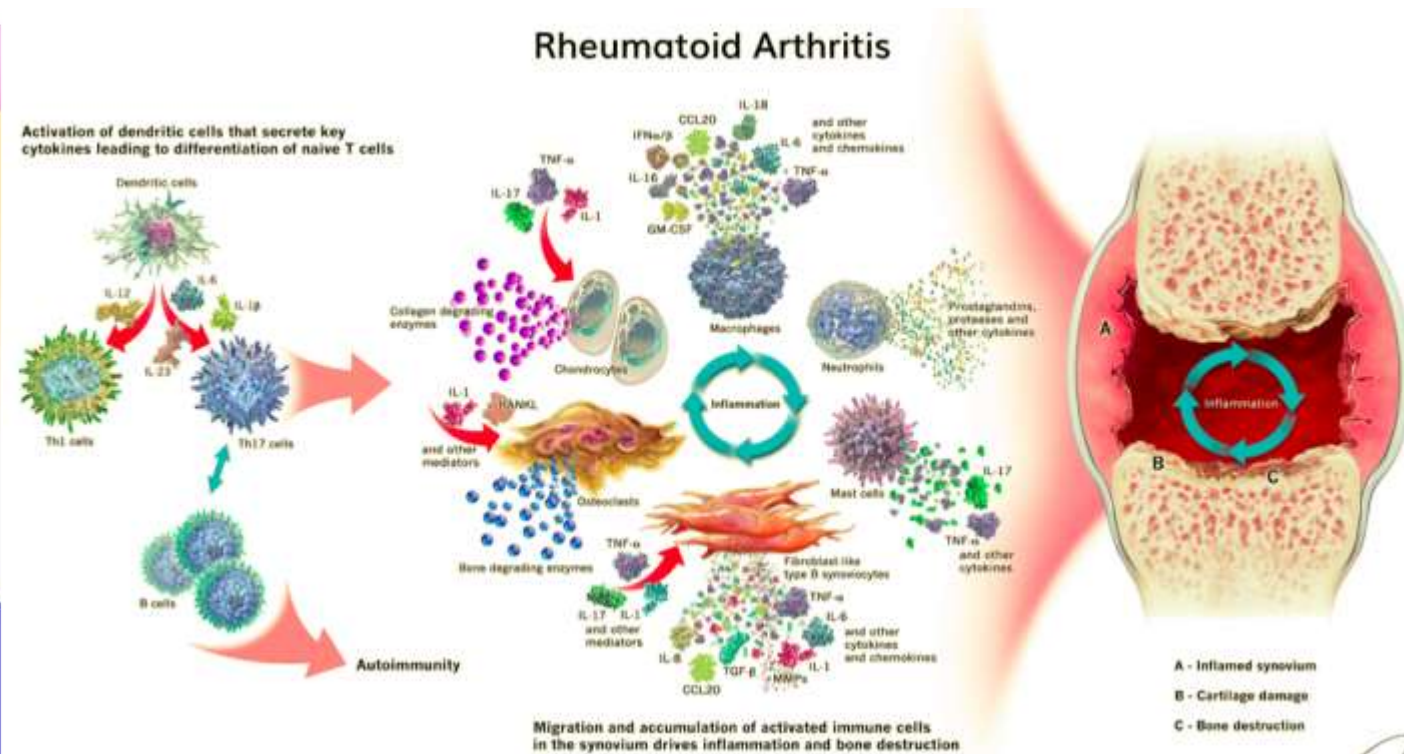 Rheumatoid Arthritis
Activation of dendritic cells that secrete key
cytokines leading to differentiation of naive T cells
Dendritic cells
IL-12
IL-6
IL-1β
IL-23
Th1 cells
Th17 cells
B cells
Autoimmunity
TNF-α
IL-17
IL-1
Collagen degrading
enzymes
Chondrocytes
IL-1
RANKL
and other
mediators
Osteoclasts
Bone degrading enzymes
IL-18
CCL20
IFNα/β
IL-6
IL-16
TNF-α
GM-CSF
and other
cytokines
and chemokines
Macrophages
Neutrophils
Prostaglandins,
proteases and
other cytokines
Inflammation
Mast cells
IL-17
TNF-α
and other
cytokines
TNF-α
IL-17 IL-1
and other
mediators
Fibroblast like
type B synoviocytes
TNF-α
IL-6
and other
cytokines
and chemokines
IL-8
TGF-β
IL-1
MMPs
CCL20
Migration and accumulation of activated immune cells
in the synovium drives inflammation and bone destruction
A
Inflammation
B
C
A - Inflamed synovium
B - Cartilage damage
C - Bone destruction